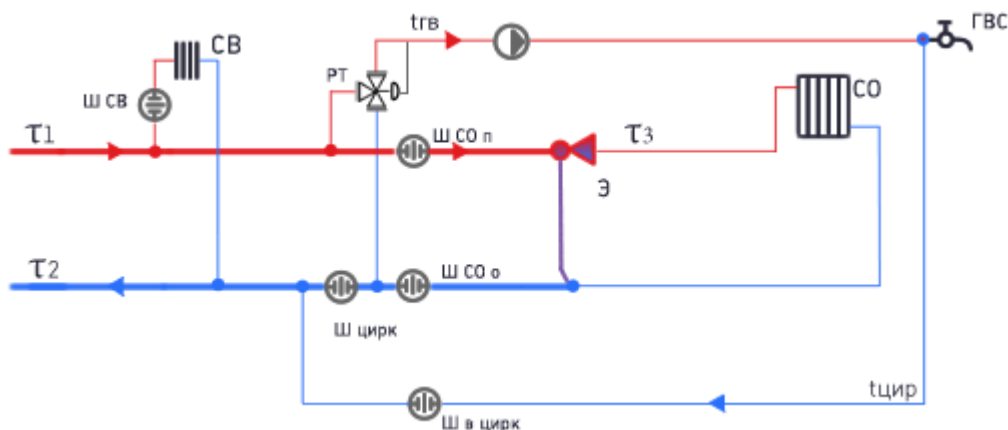 tгв
ГВС
СВ
РТ
СО
Ш СВ
τ1
Ш СО п
τ3
Э
τ2
Ш СО о
Ш цирк
tцир
Ш в цирк